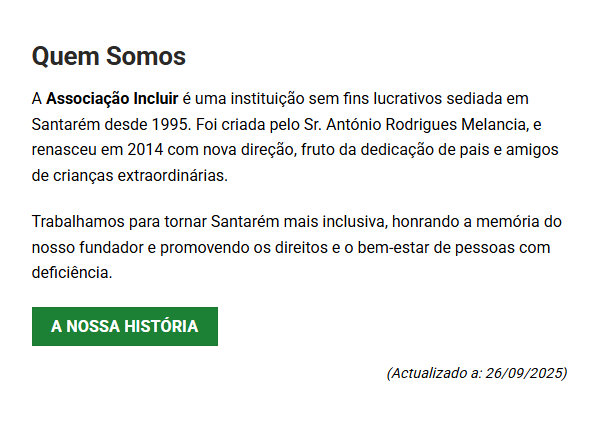 Quem Somos
A Associação Incluir é uma instituição sem fins lucrativos sediada em
Santarém desde 1995. Foi criada pelo Sr. António Rodrigues Melancia, e
renasceu em 2014 com nova direção, fruto da dedicação de pais e amigos
de crianças extraordinárias.
Trabalhamos para tornar Santarém mais inclusiva, honrando a memória do
nosso fundador e promovendo os direitos e o bem-estar de pessoas com
deficiência.
A NOSSA HISTÓRIA
(Actualizado a: 26/09/2025)